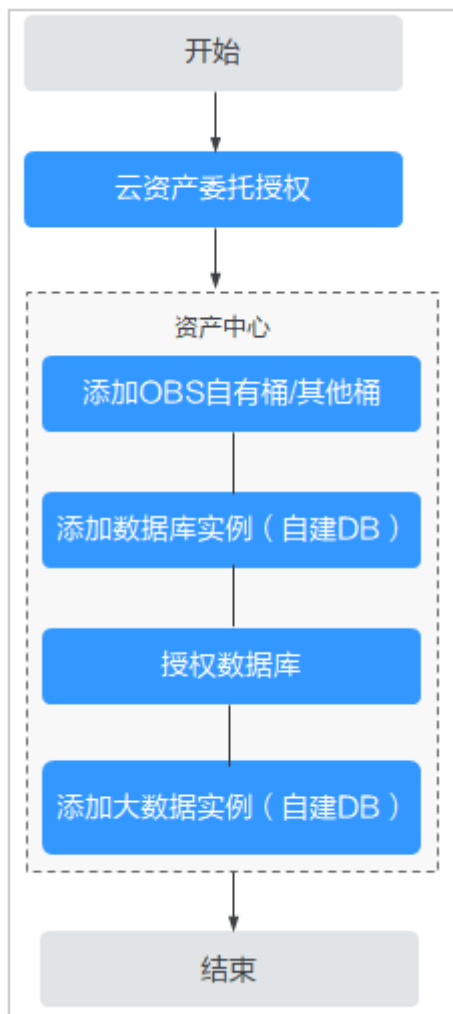 开始
云资产委托授权
资产中心
添加OBS自有桶/其他桶
添加数据库实例（自建DB）
授权数据库
添加大数据实例（自建DB）
结束